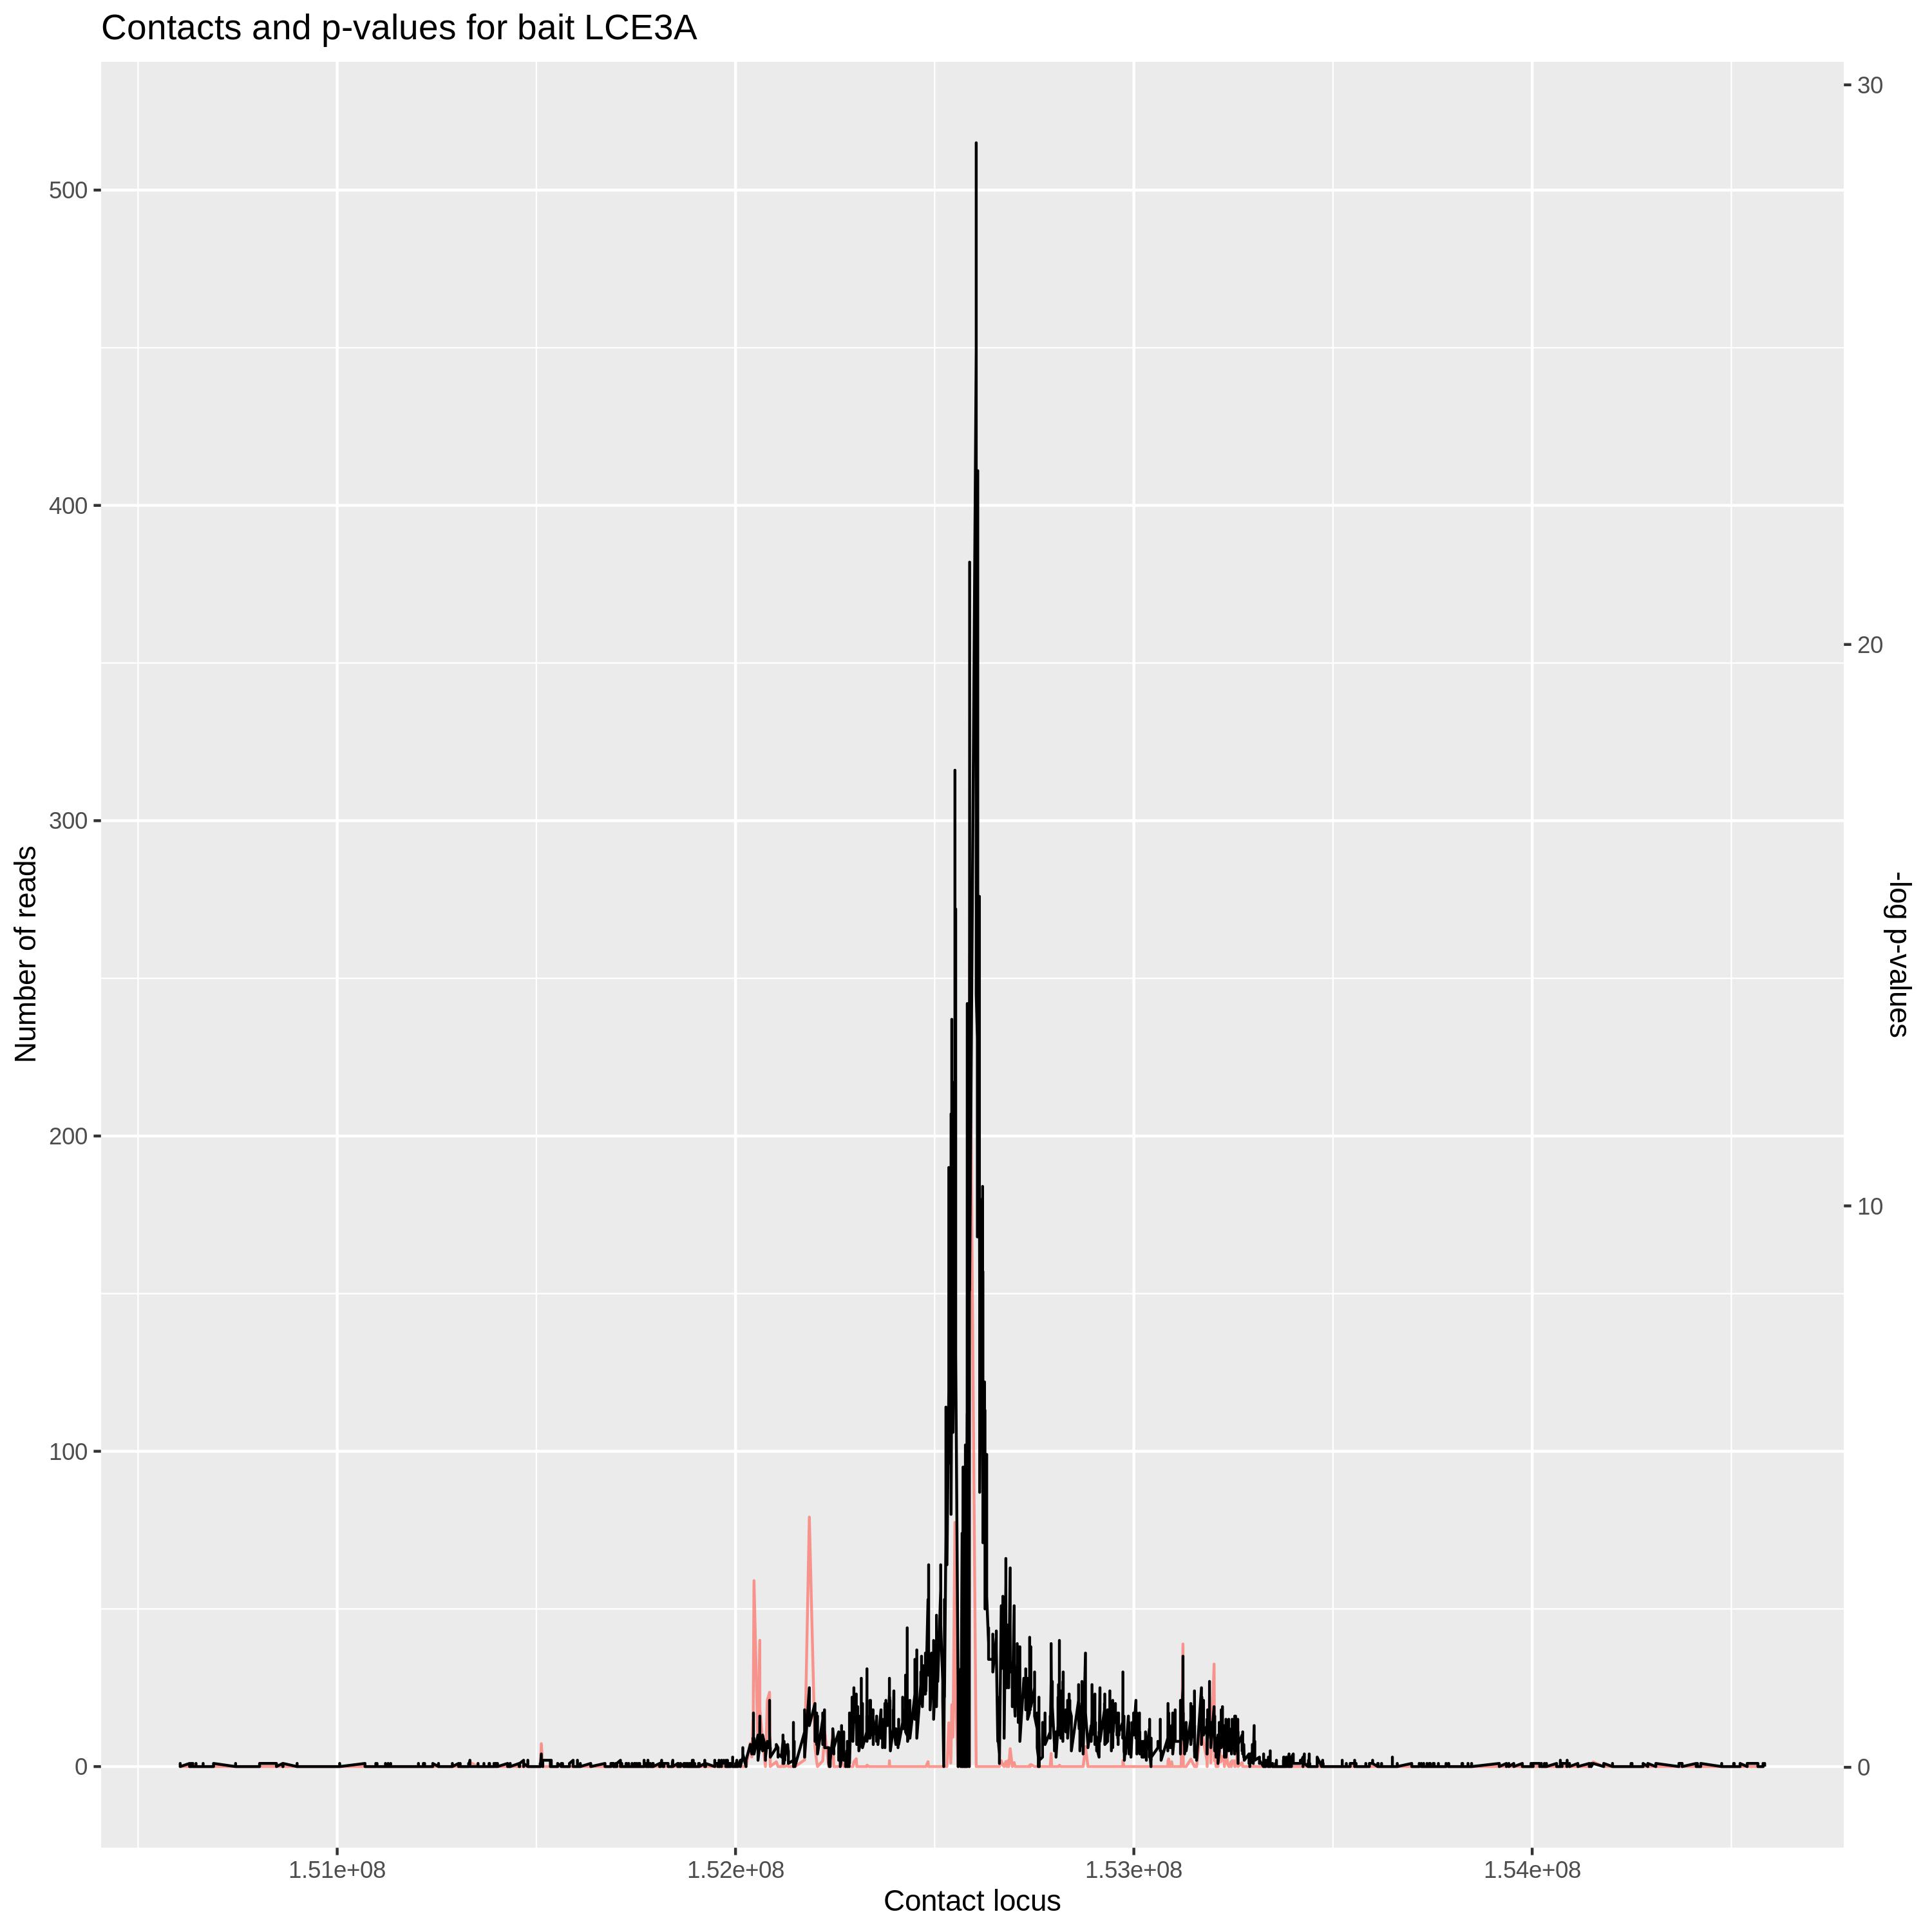 Contacts and p-values for bait LCE3A
Number of reads
500
400
300
200
100
0
30
20
10
0
-log p-values
1.51e+08
1.52e+08
1.53e+08
1.54e+08
Contact locus